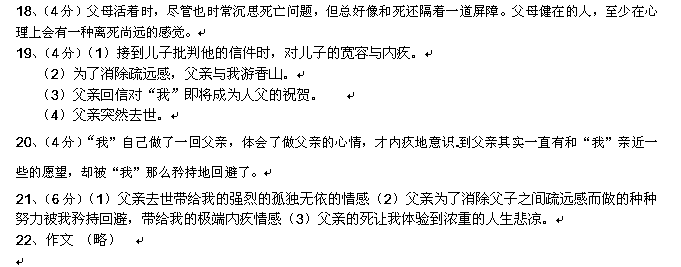 18、（4分）父母活着时，尽管也时常沉思死亡问题，但总好像和死还隔着一道屏障。父母健在的人，至少在心
理上会有一种离死尚远的感觉。
19、（4分）（1）接到儿子批判他的信件时，对儿子的宽容与内疚。
（2）为了消除疏远感，父亲与我游香山。
（3）父亲回信对“我”即将成为人父的祝贺。
（4）父亲突然去世。
20、（4分）“我”自己做了一回父亲，体会了做父亲的心情，才内疚地意识到父亲其实一直有和“我”亲近一
些的愿望，却被“我”那么矜持地回避了。
21、（6分）（1）父亲去世带给我的强烈的孤独无依的情感（2）父亲为了消除父子之间疏远感而做的种种
努力被我矜持回避，带给我的极端内疚情感（3）父亲的死让我体验到浓重的人生悲凉。
22、作文 （略）